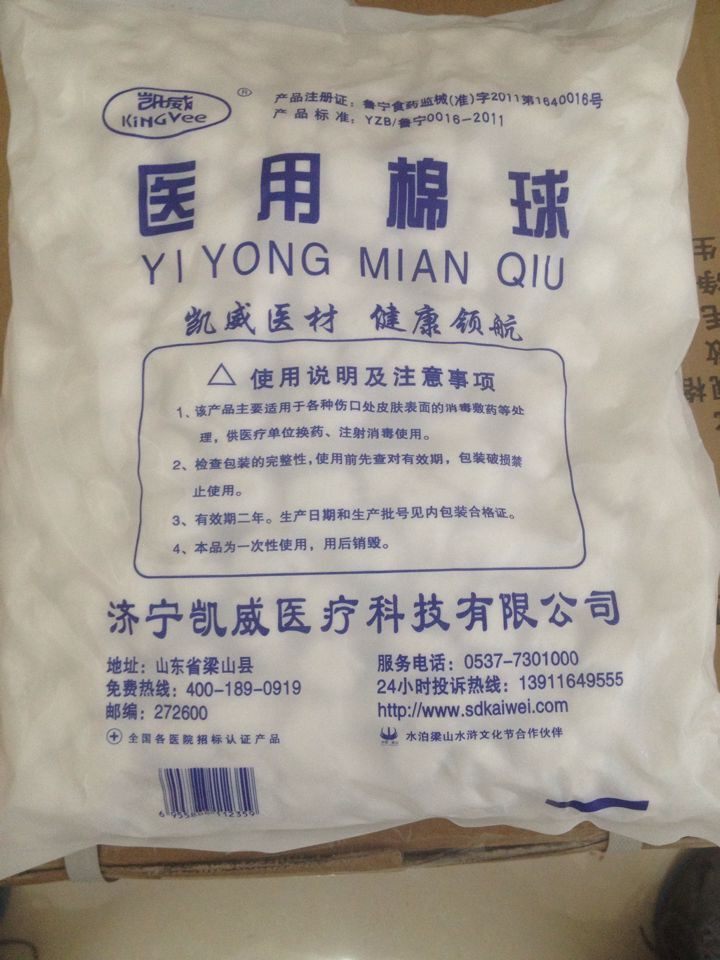 凯威
KiNGVee
®
产品注册证：鲁宁食药监械(准)字2011第1640016号
产品标准：YZB/鲁宁0016-2011
医用棉球
YI YONG MIAN QIU
凯威医材 健康领航
使用说明及注意事项
1、该产品主要适用于各种伤口处皮肤表面的消毒敷药等处
理，供医疗单位换药、注射消毒使用。
2、检查包装的完整性，使用前先查对有效期，包装破损禁
止使用。
3、有效期二年。生产日期和生产批号见内包装合格证。
4、本品为一次性使用，用后销毁。
济宁凯威医疗科技有限公司
地址：山东省梁山县
免费热线：400-189-0919
邮编：272600
全国各医院招标认证产品
服务电话：0537-7301000
24小时投诉热线：13911649555
http://www.sdkaiwei.com
水泊梁山水浒文化节合作伙伴
生
净
毛
数
规格